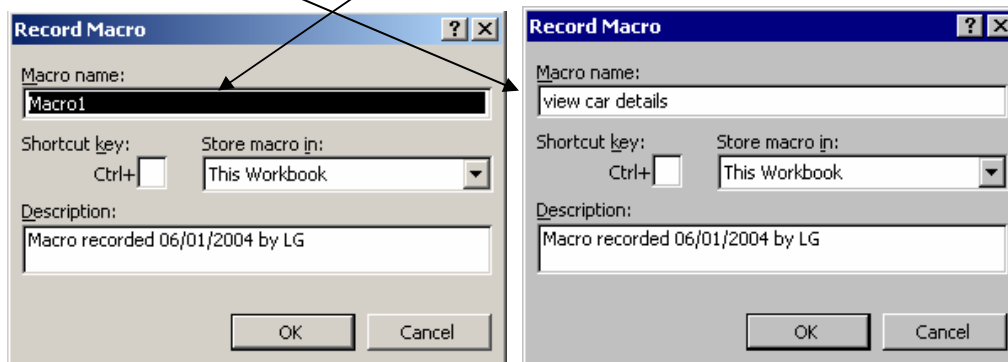 Record Macro
Macro name:
Macro1
Shortcut key:
Store macro in:
Ctrl+
This Workbook
Description:
Macro recorded 06/01/2004 by LG
OK
Cancel
Record Macro
Macro name:
view car details
Shortcut key:
Store macro in:
Ctrl+
This Workbook
Description:
Macro recorded 06/01/2004 by LG
OK
Cancel